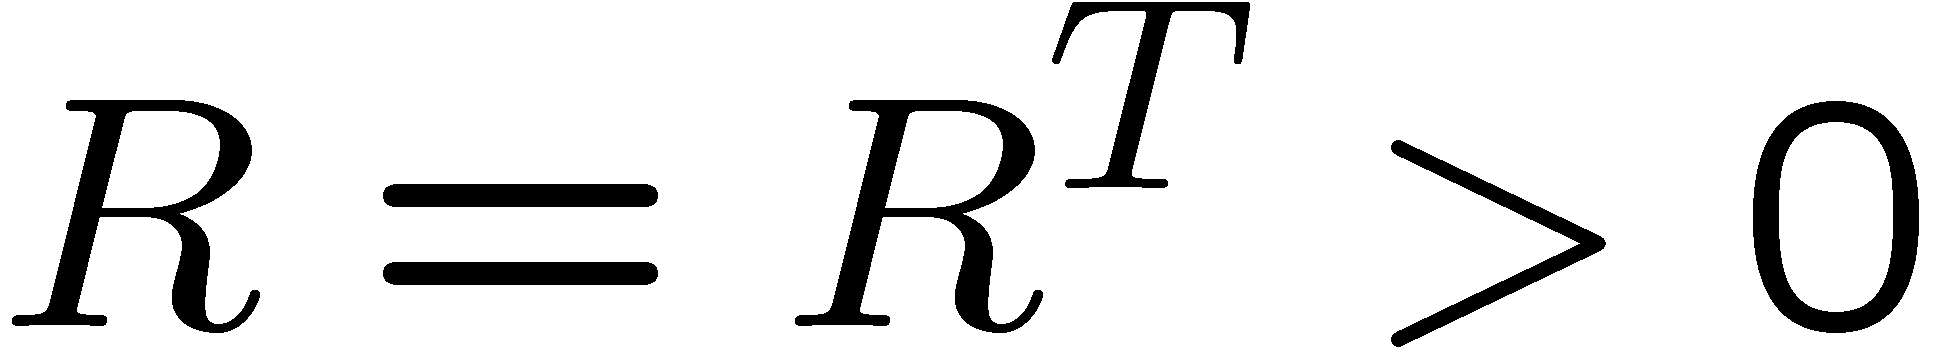 R = R^T > 0